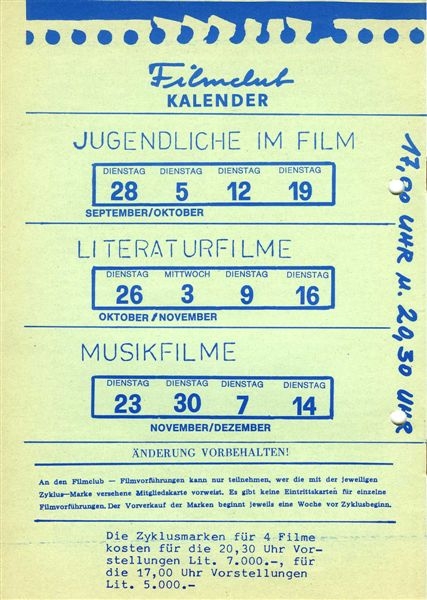 Filmclub
KALENDER
JUGENDLICHE IM FILM
DIENSTAG DIENSTAG DIENSTAG DIENSTAG
28 5 12 19
SEPTEMBER/OKTOBER
LITERATURFILME
DIENSTAG MITTWOCH DIENSTAG DIENSTAG
26 3 9 16
OKTOBER/NOVEMBER
MUSIKFILME
DIENSTAG DIENSTAG DIENSTAG DIENSTAG
23 30 7 14
NOVEMBER/DEZEMBER
17,00 UHR u. 20,30 UHR
ÄNDERUNG VORBEHALTEN!
An den Filmclub — Filmvorführungen kann nur teilnehmen, wer die mit der jeweiligen
Zyklus—Marke versehene Mitgliedskarte vorweist. Es gibt keine Eintrittskarten für einzelne
Filmvorführungen. Der Vorverkauf der Marken beginnt jeweils eine Woche vor Zyklusbeginn.
Die Zyklusmarken für 4 Filme
kosten für die 20,30 Uhr Vor-
stellungen Lit. 7.000.-, für
die 17,00 Uhr Vorstellungen
Lit. 5.000.-